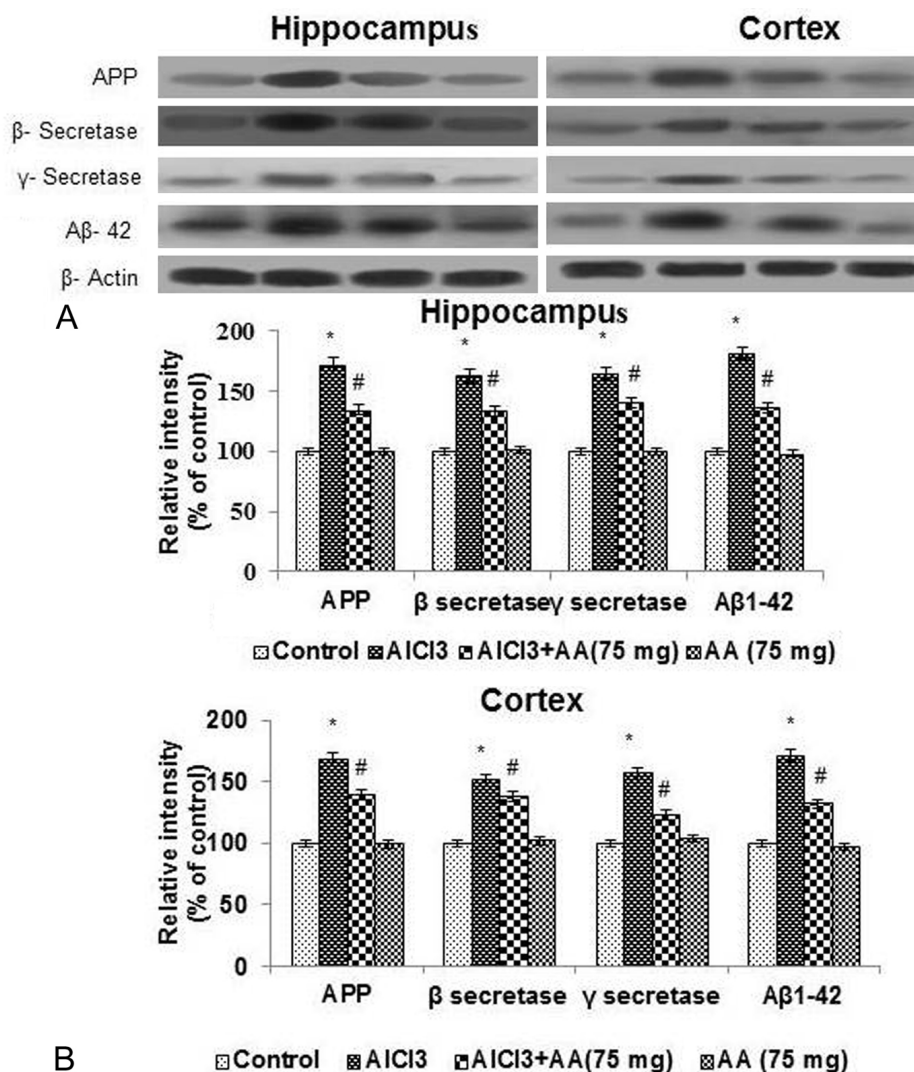 Hippocampus Cortex
APP
β- Secretase
γ- Secretase
Aβ- 42
β- Actin
A
Hippocampus
Relative intensity
(% of control)
200
150
100
50
0
* # * # * # * #
APP β secretase γ secretase Aβ1-42
Control AlCl3 AlCl3+AA(75 mg) AA (75 mg)
Cortex
Relative intensity
(% of control)
200
150
100
50
0
* # * # * # * #
APP β secretase γ secretase Aβ1-42
B
Control AlCl3 AlCl3+AA(75 mg) AA (75 mg)